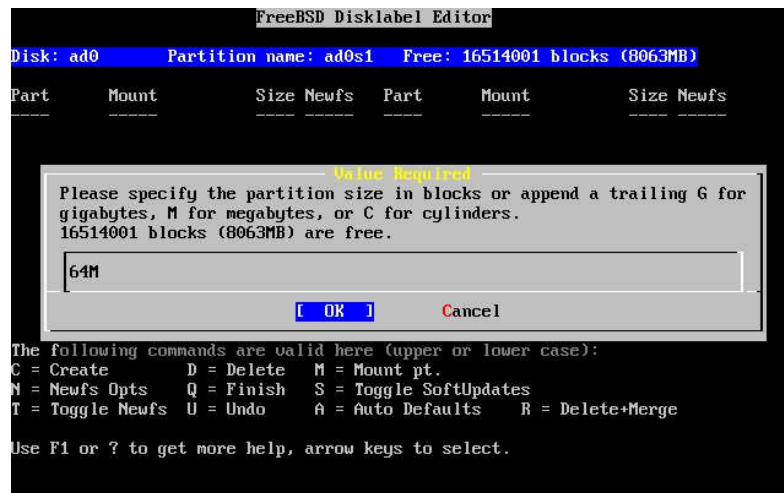 FreeBSD Disklabel Editor
Disk: ad0 Partition name: ad0s1 Free: 16514001 blocks (8063MB)
Part Mount Size Newfs Part Mount Size Newfs
---- ----- ---- ----- ---- ----- ---- -----
Value Required
Please specify the partition size in blocks or append a trailing G for
gigabytes, M for megabytes, or C for cylinders.
16514001 blocks (8063MB) are free.
64M
[ OK ] Cancel
The following commands are valid here (upper or lower case):
C = Create D = Delete M = Mount pt.
N = Newfs Opts Q = Finish S = Toggle SoftUpdates
T = Toggle Newfs U = Undo A = Auto Defaults R = Delete+Merge
Use F1 or ? to get more help, arrow keys to select.